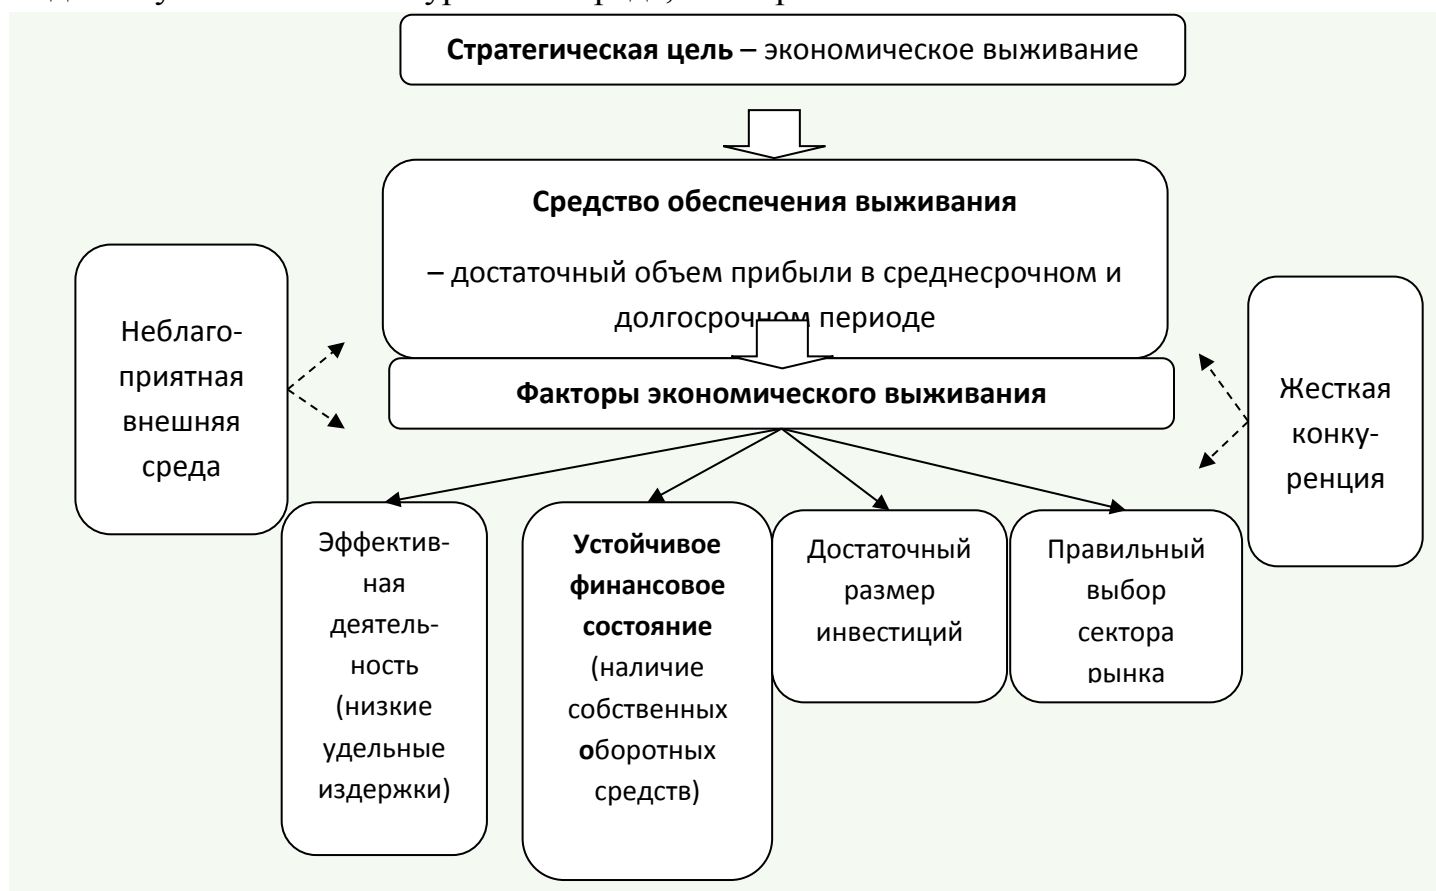 Стратегическая цель – экономическое выживание
Средство обеспечения выживания
– достаточный объем прибыли в среднесрочном и
долгосрочном периоде
Неблаго-
приятная
внешняя
среда
Факторы экономического выживания
Жесткая
конку-
ренция
Эффектив-
ная
деятель-
ность
(низкие
удельные
издержки)
Устойчивое
финансовое
состояние
(наличие
собственных
оборотных
средств)
Достаточный
размер
инвестиций
Правильный
выбор
сектора
рынка